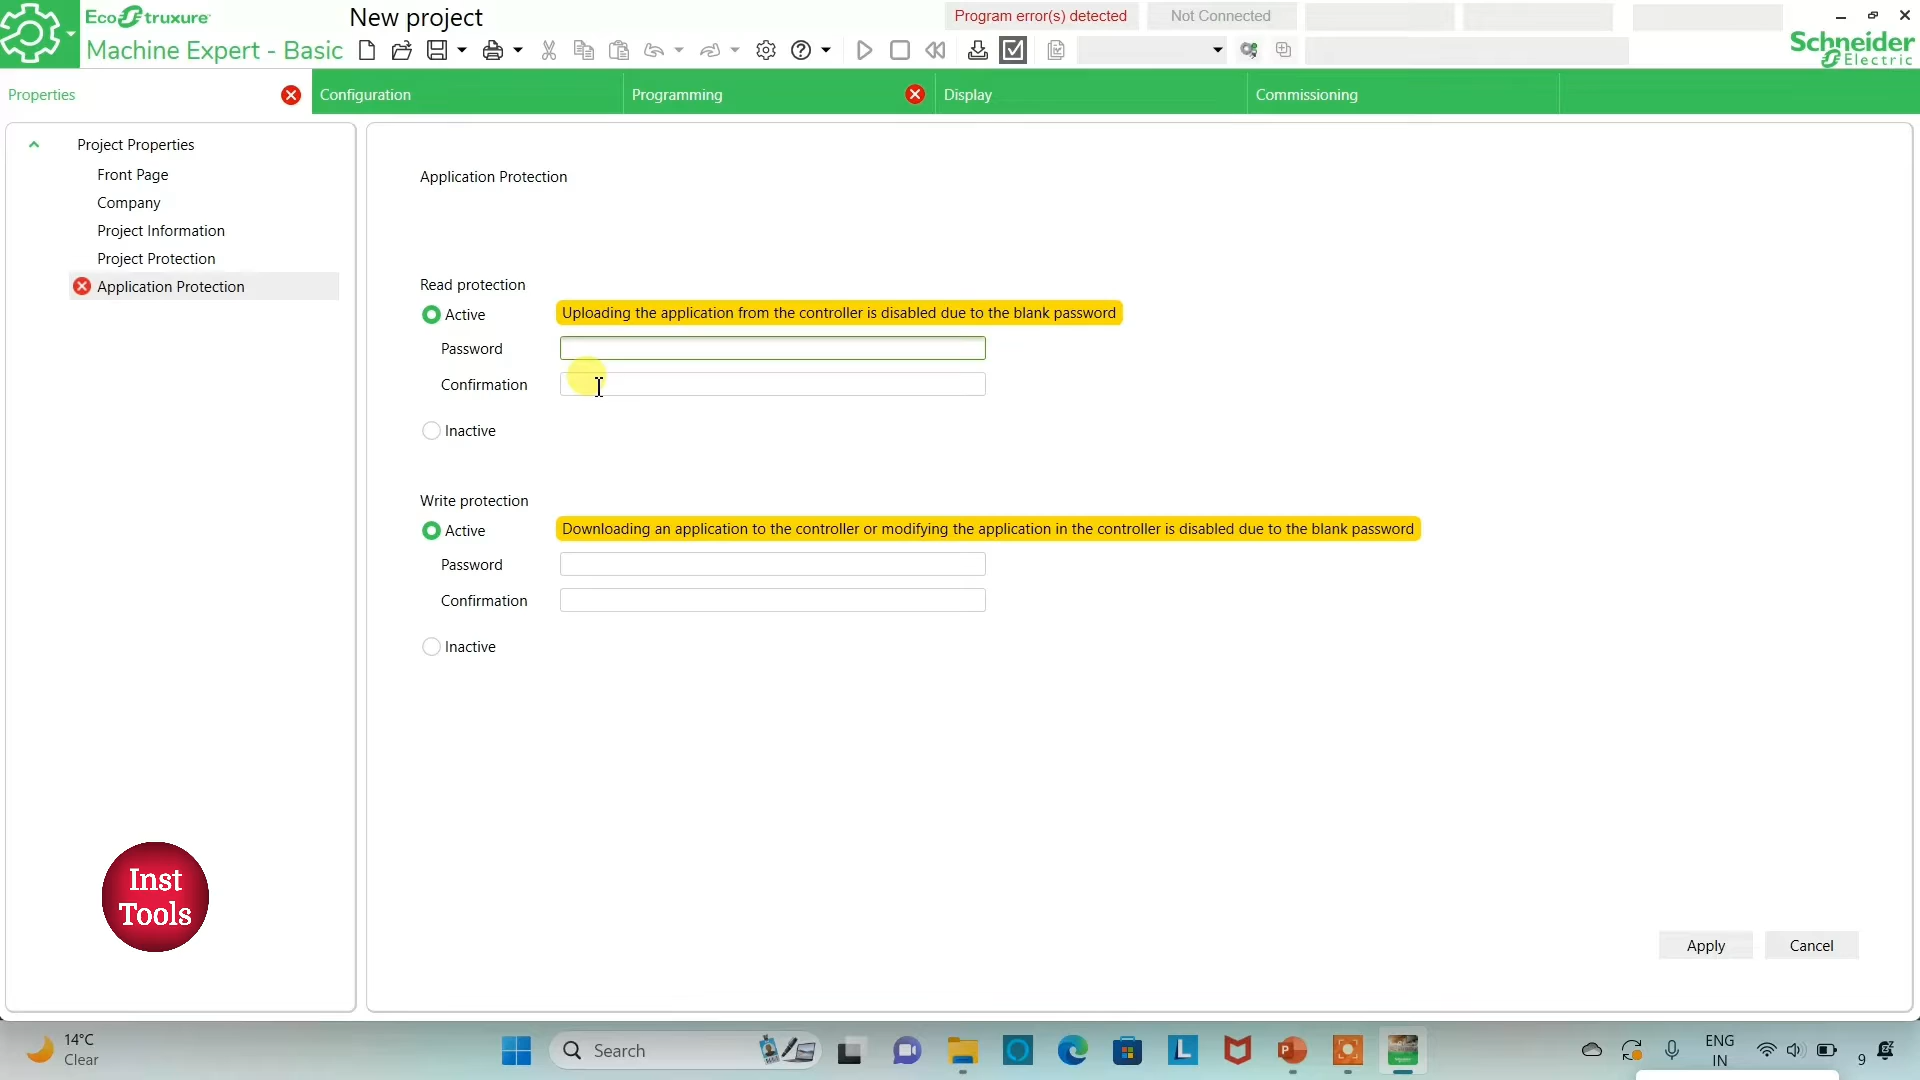 EcoStruxure
Machine Expert - Basic
New project
Program error(s) detected
Not Connected
Schneider
Electric
Properties
Configuration
Programming
Display
Commissioning
Project Properties
Front Page
Company
Project Information
Project Protection
Application Protection
Application Protection
Read protection
Active
Uploading the application from the controller is disabled due to the blank password
Password
Confirmation
Inactive
Write protection
Active
Downloading an application to the controller or modifying the application in the controller is disabled due to the blank password
Password
Confirmation
Inactive
Inst
Tools
Apply
Cancel
14°C
Clear
Search
ENG
IN
9